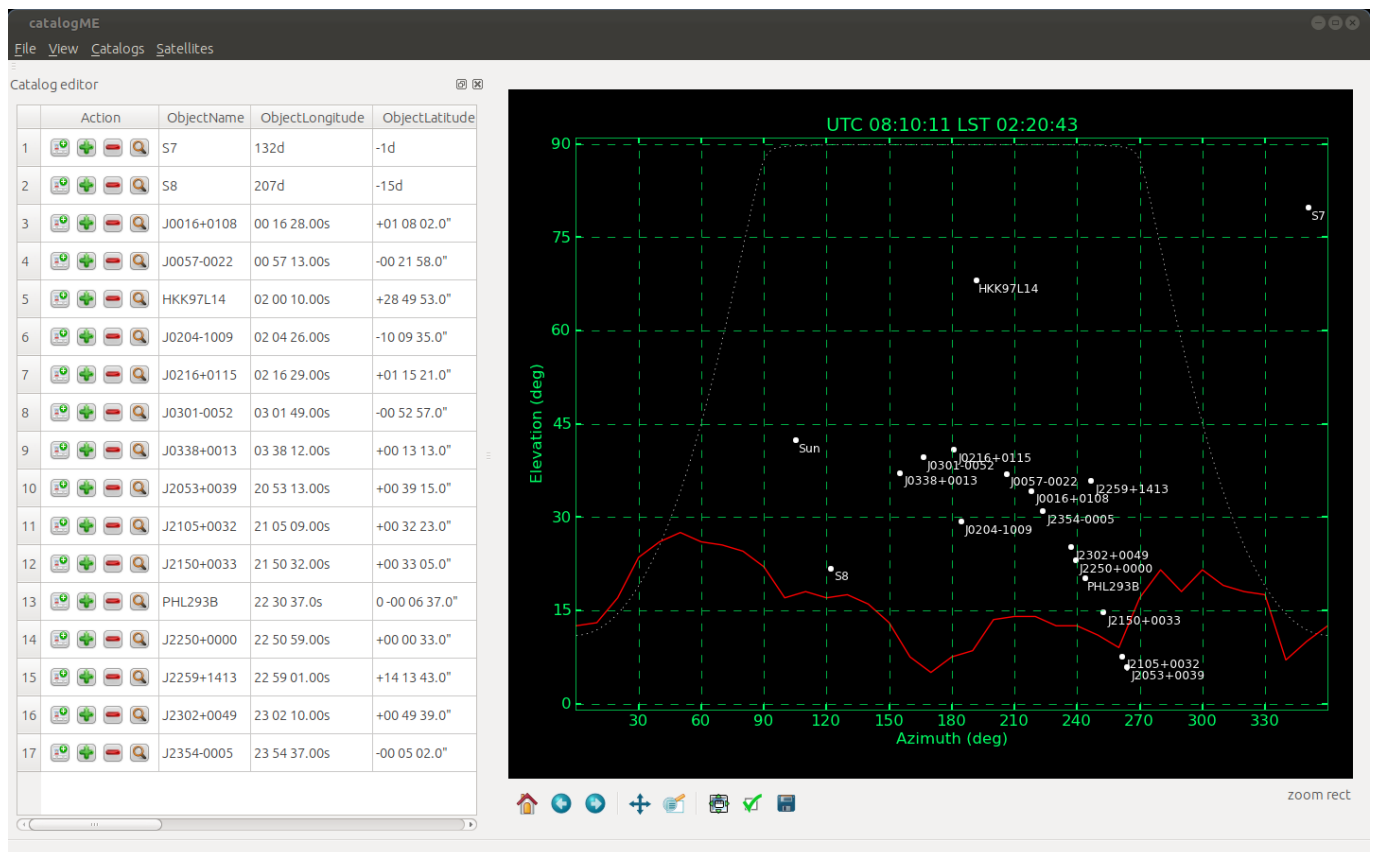 catalogME
File View Catalogs Satellites
Catalog editor
Action ObjectName ObjectLongitude ObjectLatitude
1 S7 132d -1d
2 S8 207d -15d
3 J0016+0108 00 16 28.00s +01 08 02.0"
4 J0057-0022 00 57 13.00s -00 21 58.0"
5 HKK97L14 02 00 10.00s +28 49 53.0"
6 J0204-1009 02 04 26.00s -10 09 35.0"
7 J0216+0115 02 16 29.00s +01 15 21.0"
8 J0301-0052 03 01 49.00s -00 52 57.0"
9 J0338+0013 03 38 12.00s +00 13 13.0"
10 J2053+0039 20 53 13.00s +00 39 15.0"
11 J2105+0032 21 05 09.00s +00 32 23.0"
12 J2150+0033 21 50 32.00s +00 33 05.0"
13 PHL293B 22 30 37.0s 0 -00 06 37.0"
14 J2250+0000 22 50 59.00s +00 00 33.0"
15 J2259+1413 22 59 01.00s +14 13 43.0"
16 J2302+0049 23 02 10.00s +00 49 39.0"
17 J2354-0005 23 54 37.00s -00 05 02.0"
UTC 08:10:11 LST 02:20:43
90
75
60
45
30
15
0
Elevation (deg)
S7
HKK97L14
Sun
J0216+0115
J0301-0052
J0338+0013
J0057-0022
J2259+1413
J0016+0108
J2354-0005
J0204-1009
J2302+0049
J2250+0000
S8
PHL293B
J2150+0033
J2105+0032
J2053+0039
30 60 90 120 150 180 210 240 270 300 330
Azimuth (deg)
zoom rect